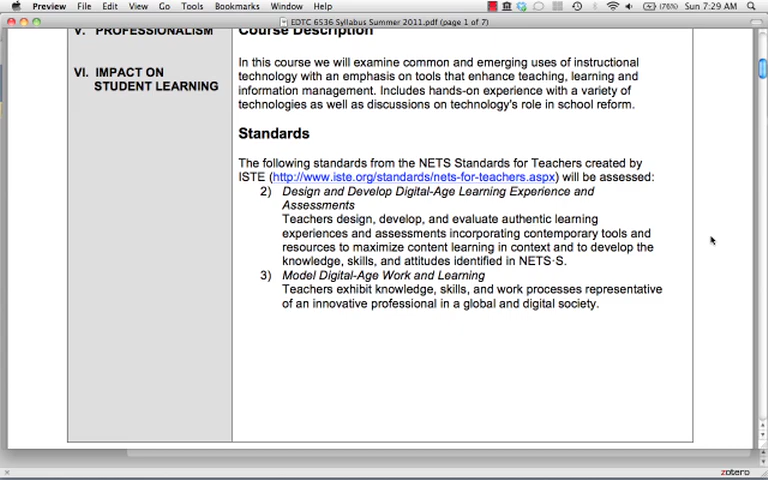 Preview File Edit View Go Tools Bookmarks Window Help (76%) Sun 7:29 AM
EDTC 6536 Syllabus Summer 2011.pdf (page 1 of 7)
V. PROFESSIONALISM
VI. IMPACT ON
STUDENT LEARNING
Course Description
In this course we will examine common and emerging uses of instructional
technology with an emphasis on tools that enhance teaching, learning and
information management. Includes hands-on experience with a variety of
technologies as well as discussions on technology's role in school reform.
Standards
The following standards from the NETS Standards for Teachers created by
ISTE (http://www.iste.org/standards/nets-for-teachers.aspx) will be assessed:
2) Design and Develop Digital-Age Learning Experience and
Assessments
Teachers design, develop, and evaluate authentic learning
experiences and assessments incorporating contemporary tools and
resources to maximize content learning in context and to develop the
knowledge, skills, and attitudes identified in NETS·S.
3) Model Digital-Age Work and Learning
Teachers exhibit knowledge, skills, and work processes representative
of an innovative professional in a global and digital society.
zotero